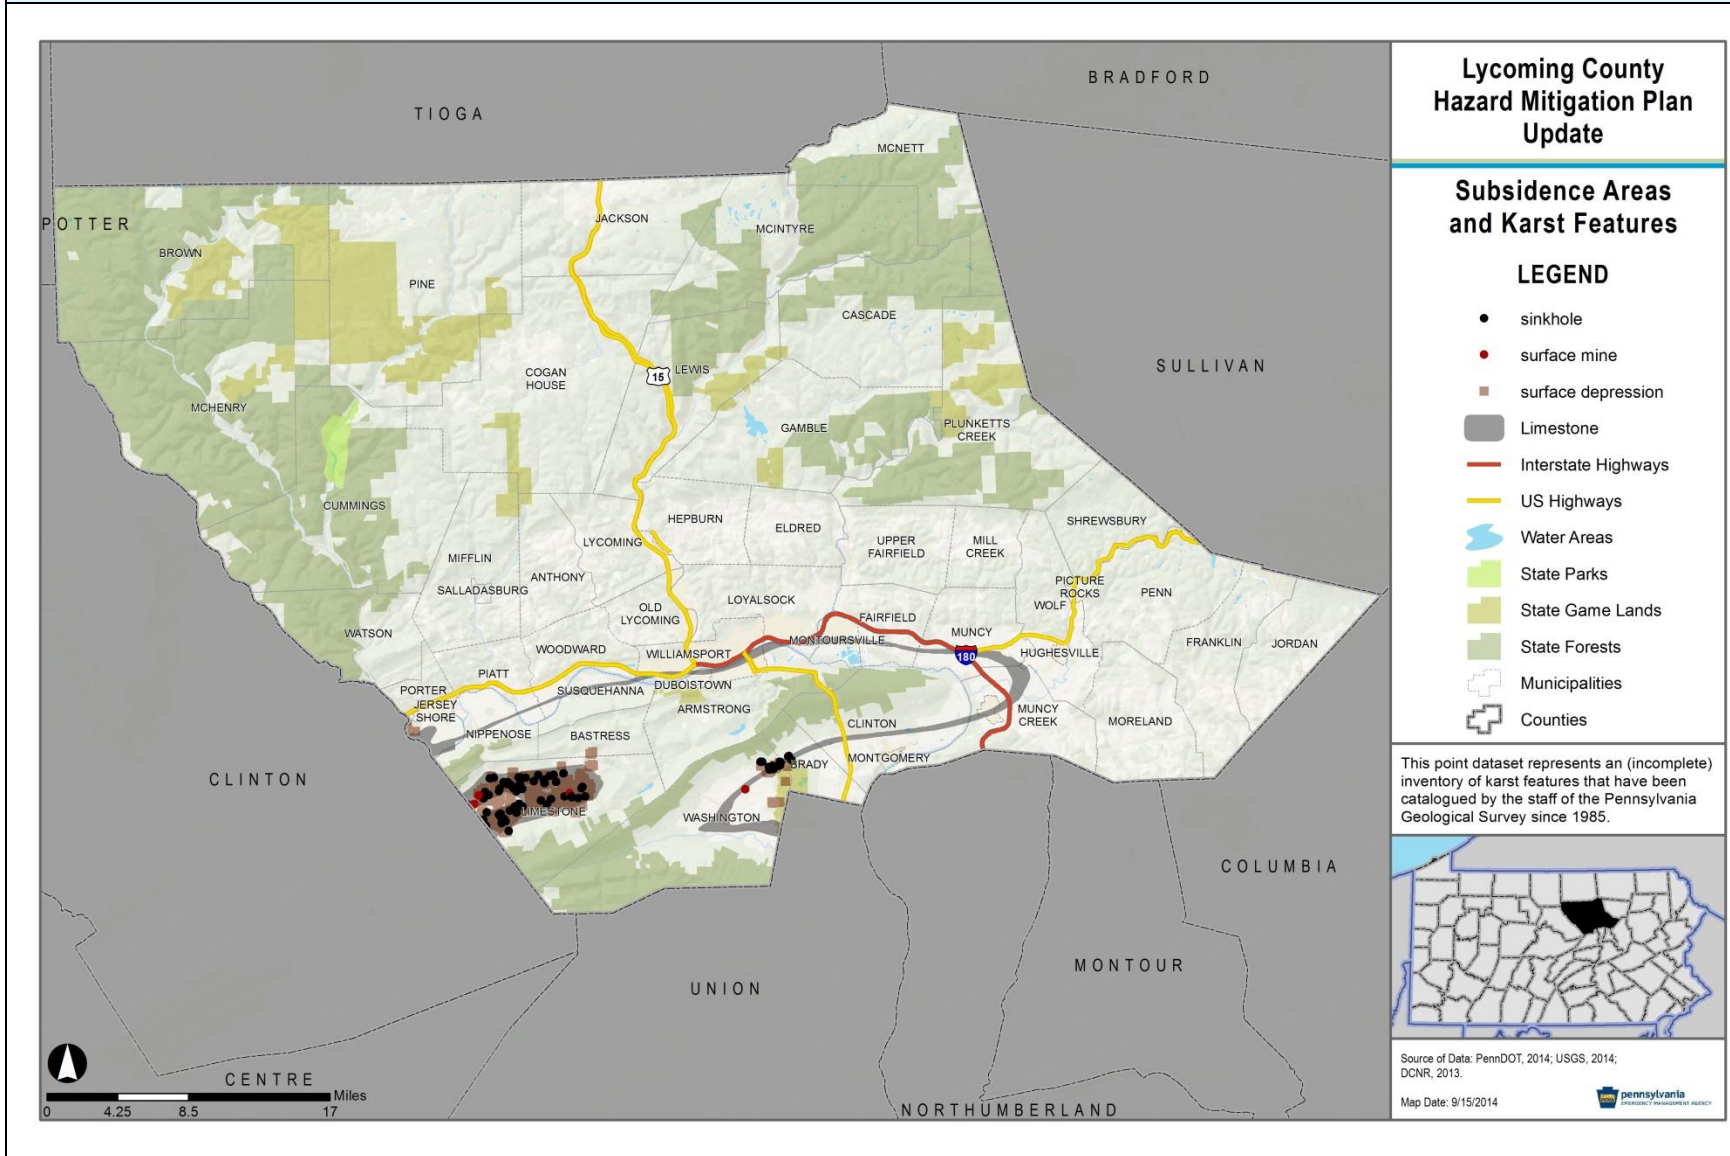 Lycoming County
Hazard Mitigation Plan
Update
Subsidence Areas
and Karst Features
LEGEND
sinkhole
surface mine
surface depression
Limestone
Interstate Highways
US Highways
Water Areas
State Parks
State Game Lands
State Forests
Municipalities
Counties
This point dataset represents an (incomplete)
inventory of karst features that have been
catalogued by the staff of the Pennsylvania
Geological Survey since 1985.
Source of Data: PennDOT, 2014; USGS, 2014;
DCNR, 2013.
Map Date: 9/15/2014
pennsylvania
EMERGENCY MANAGEMENT AGENCY
BRADFORD
TIOGA
POTTER
SULLIVAN
CLINTON
COLUMBIA
MONTOUR
UNION
CENTRE
NORTHUMBERLAND
MCNETT
JACKSON
MCINTYRE
BROWN
PINE
CASCADE
COGAN
HOUSE
15
LEWIS
MCHENRY
GAMBLE
PLUNKETTS
CREEK
CUMMINGS
HEPBURN
ELDRED
SHREWSBURY
LYCOMING
UPPER
FAIRFIELD
MILL
CREEK
MIFFLIN
ANTHONY
SALLADASBURG
PICTURE
ROCKS
PENN
LOYALSOCK
WOLF
OLD
LYCOMING
FAIRFIELD
WATSON
MONTOURSVILLE
MUNCY
FRANKLIN
JORDAN
WOODWARD
WILLIAMSPORT
180
HUGHESVILLE
PIATT
PORTER
SUSQUEHANNA
DUBOISTOWN
JERSEY
SHORE
ARMSTRONG
MUNCY
CREEK
MORELAND
CLINTON
NIPPENOSE
BASTRESS
BRADY
MONTGOMERY
LIMESTONE
WASHINGTON
Miles
0 4.25 8.5 17